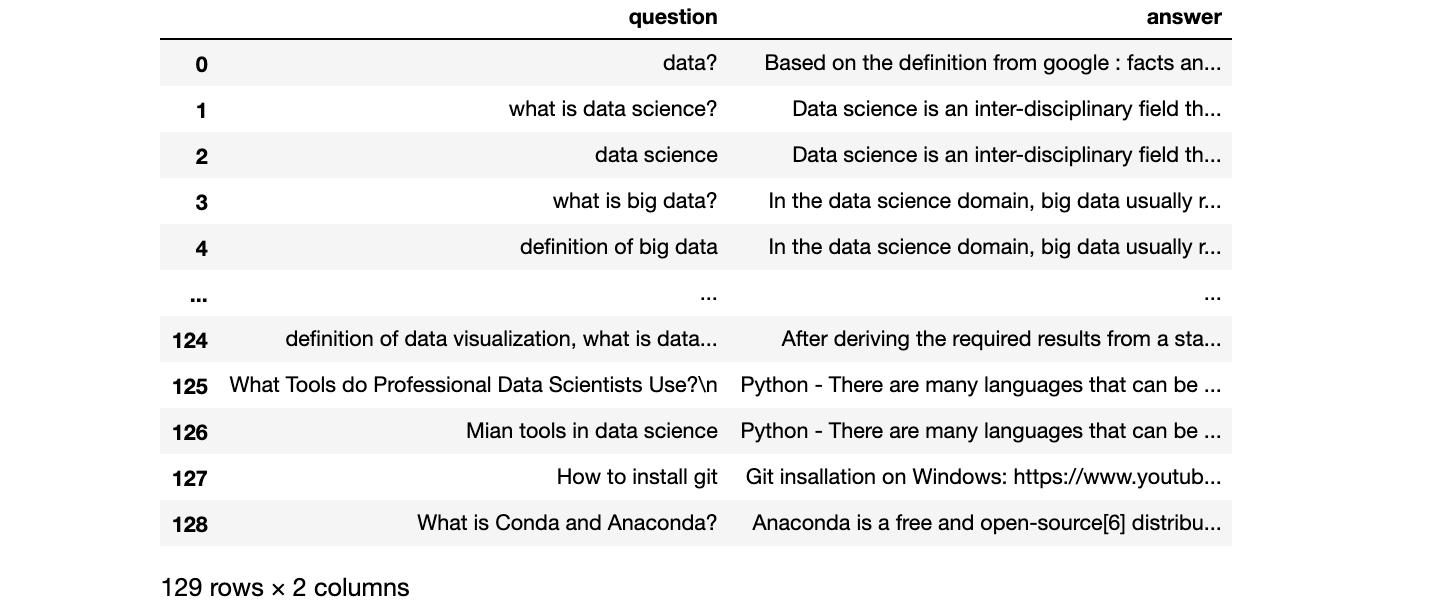 question answer
0 data? Based on the definition from google : facts an...
1 what is data science? Data science is an inter-disciplinary field th...
2 data science Data science is an inter-disciplinary field th...
3 what is big data? In the data science domain, big data usually r...
4 definition of big data In the data science domain, big data usually r...
... ... ...
124 definition of data visualization, what is data... After deriving the required results from a sta...
125 What Tools do Professional Data Scientists Use?\n Python - There are many languages that can be ...
126 Mian tools in data science Python - There are many languages that can be ...
127 How to install git Git insallation on Windows: https://www.youtub...
128 What is Conda and Anaconda? Anaconda is a free and open-source[6] distribu...
129 rows × 2 columns